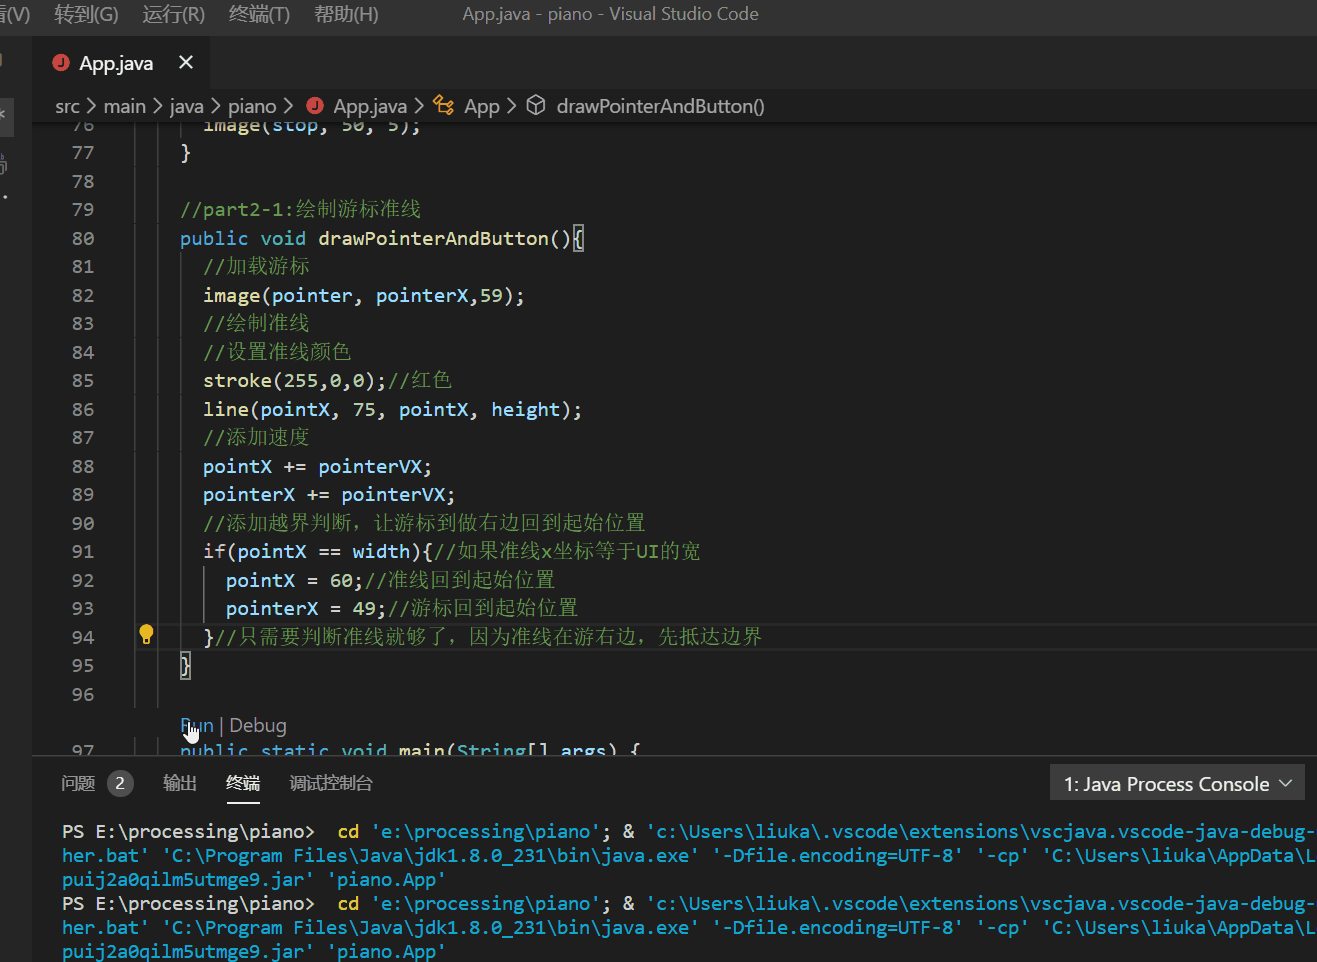 看(V) 转到(G) 运行(R) 终端(T) 帮助(H) App.java - piano - Visual Studio Code
App.java
src > main > java > piano > App.java > App > drawPointerAndButton()
76 image(stop, 50, 5);
77 }
78
79 //part2-1:绘制游标准线
80 public void drawPointerAndButton(){
81 //加载游标
82 image(pointer, pointerX,59);
83 //绘制准线
84 //设置准线颜色
85 stroke(255,0,0);//红色
86 line(pointX, 75, pointX, height);
87 //添加速度
88 pointX += pointerVX;
89 pointerX += pointerVX;
90 //添加越界判断，让游标到做右边回到起始位置
91 if(pointX == width){//如果准线x坐标等于UI的宽
92 pointX = 60;//准线回到起始位置
93 pointerX = 49;//游标回到起始位置
94 }//只需要判断准线就够了，因为准线在游右边，先抵达边界
95 }
96
Run | Debug
97 public static void main(String[] args) {
问题 2 输出 终端 调试控制台 1: Java Process Console
PS E:\processing\piano> cd 'e:\processing\piano'; & 'c:\Users\liuka\.vscode\extensions\vscjava.vscode-java-debug-
her.bat' 'C:\Program Files\Java\jdk1.8.0_231\bin\java.exe' '-Dfile.encoding=UTF-8' '-cp' 'C:\Users\liuka\AppData\L
puij2a0qilm5utmge9.jar' 'piano.App'
PS E:\processing\piano> cd 'e:\processing\piano'; & 'c:\Users\liuka\.vscode\extensions\vscjava.vscode-java-debug-
her.bat' 'C:\Program Files\Java\jdk1.8.0_231\bin\java.exe' '-Dfile.encoding=UTF-8' '-cp' 'C:\Users\liuka\AppData\L
puij2a0qilm5utmge9.jar' 'piano.App'